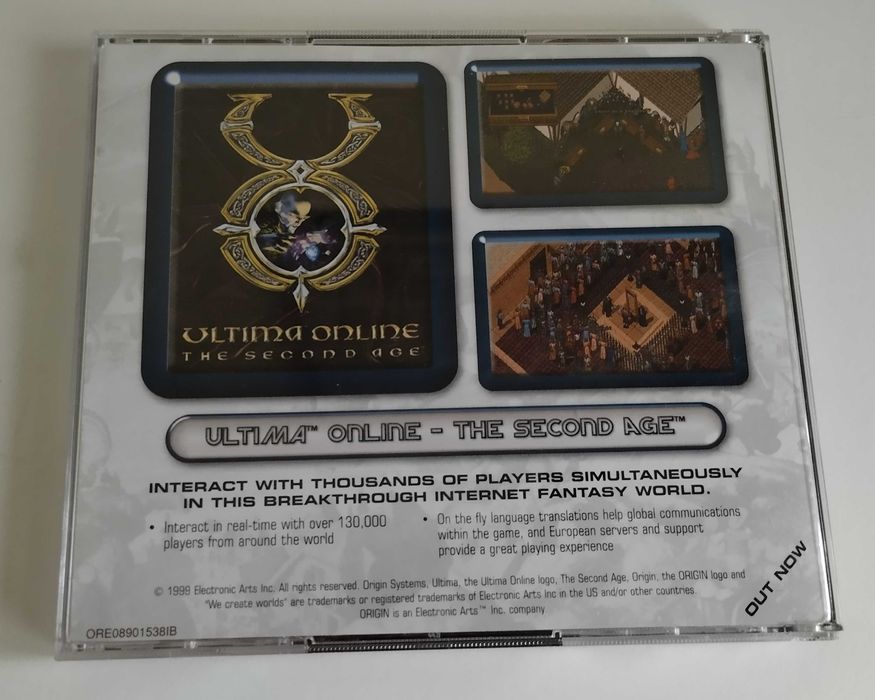 ULTIMA ONLINE
THE SECOND AGE
ULTIMA™ ONLINE - THE SECOND AGE™
INTERACT WITH THOUSANDS OF PLAYERS SIMULTANEOUSLY
IN THIS BREAKTHROUGH INTERNET FANTASY WORLD.
• Interact in real-time with over 130,000
players from around the world
• On the fly language translations help global communications
within the game, and European servers and support
provide a great playing experience
© 1999 Electronic Arts Inc. All rights reserved. Origin Systems, Ultima, the Ultima Online logo, The Second Age, Origin, the ORIGIN logo and
"We create worlds" are trademarks or registered trademarks of Electronic Arts Inc in the US and/or other countries.
ORIGIN is an Electronic Arts™ Inc. company
OUT NOW
ORE08901538IB